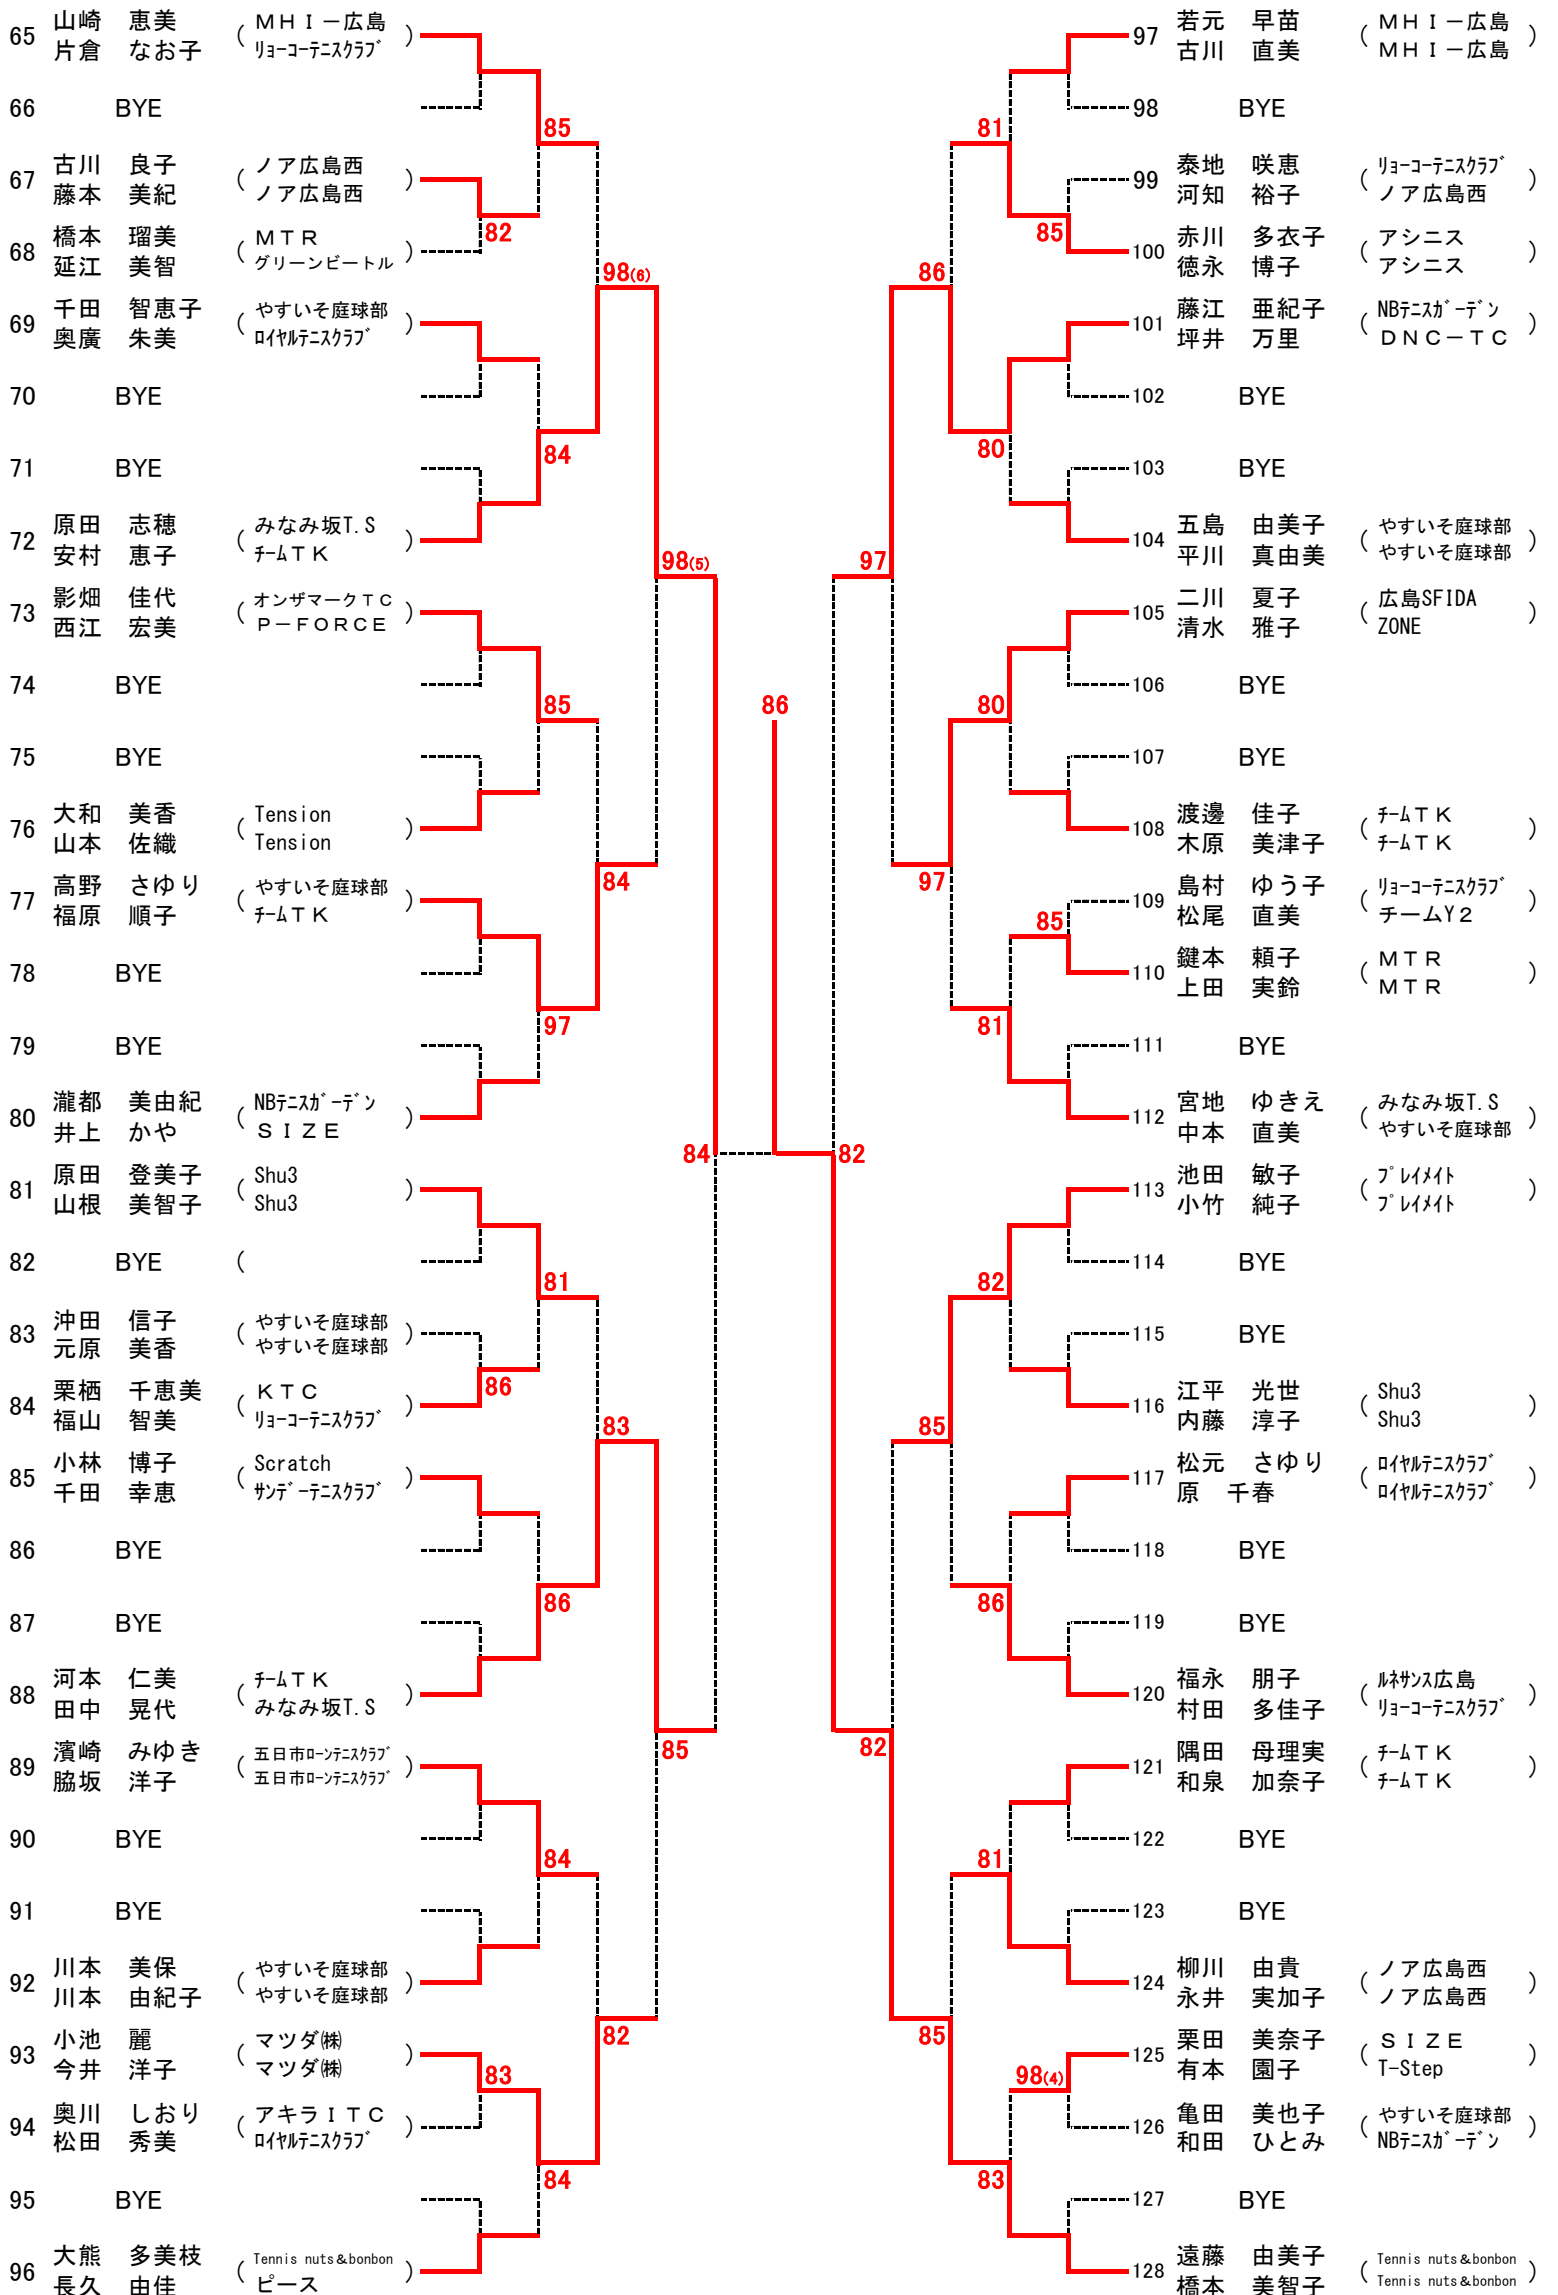 65 山崎 恵美 ( ＭＨＩ－広島 )
片倉 なお子 ﾘｮｰｺｰﾃﾆｽｸﾗﾌﾞ
66 BYE
85
67 古川 良子 ( ノア広島西 )
藤本 美紀 ノア広島西
82
68 橋本 瑠美 ( ＭＴＲ )
延江 美智 グリーンビートル
98(6)
69 千田 智恵子 ( やすいそ庭球部 )
奥廣 朱美 ﾛｲﾔﾙﾃﾆｽｸﾗﾌﾞ
70 BYE
84
71 BYE
72 原田 志穂 ( みなみ坂T.S )
安村 恵子 ﾁｰﾑＴＫ
98(5)
73 影畑 佳代 ( オンザマークＴＣ )
西江 宏美 Ｐ－ＦＯＲＣＥ
74 BYE
85
75 BYE
76 大和 美香 ( Tension )
山本 佐織 Tension
84
77 高野 さゆり ( やすいそ庭球部 )
福原 順子 ﾁｰﾑＴＫ
78 BYE
97
79 BYE
80 瀧都 美由紀 ( NBﾃﾆｽｶﾞｰﾃﾞﾝ )
井上 かや ＳＩＺＥ
84
81 原田 登美子 ( Shu3 )
山根 美智子 Shu3
82 BYE (
81
83 沖田 信子 ( やすいそ庭球部 )
元原 美香 やすいそ庭球部
86
84 栗栖 千恵美 ( ＫＴＣ )
福山 智美 ﾘｮｰｺｰﾃﾆｽｸﾗﾌﾞ
83
85 小林 博子 ( Scratch )
千田 幸恵 ｻﾝﾃﾞｰﾃﾆｽｸﾗﾌﾞ
86 BYE
86
87 BYE
88 河本 仁美 ( ﾁｰﾑＴＫ )
田中 晃代 みなみ坂T.S
85
89 濱崎 みゆき ( 五日市ﾛｰﾝﾃﾆｽｸﾗﾌﾞ )
脇坂 洋子 五日市ﾛｰﾝﾃﾆｽｸﾗﾌﾞ
90 BYE
84
91 BYE
92 川本 美保 ( やすいそ庭球部 )
川本 由紀子 やすいそ庭球部
82
93 小池 麗 ( マツダ㈱ )
今井 洋子 マツダ㈱
83
94 奥川 しおり ( アキラＩＴＣ )
松田 秀美 ﾛｲﾔﾙﾃﾆｽｸﾗﾌﾞ
84
95 BYE
96 大熊 多美枝 ( Tennis nuts＆bonbon )
長久 由佳 ピース
86
97 若元 早苗 ( ＭＨＩ－広島 )
古川 直美 ＭＨＩ－広島
98 BYE
81
99 泰地 咲恵 ( ﾘｮｰｺｰﾃﾆｽｸﾗﾌﾞ )
河知 裕子 ノア広島西
85
100 赤川 多衣子 ( アシニス )
徳永 博子 アシニス
86
101 藤江 亜紀子 ( NBﾃﾆｽｶﾞｰﾃﾞﾝ )
坪井 万里 ＤＮＣ－ＴＣ
102 BYE
80
103 BYE
104 五島 由美子 ( やすいそ庭球部 )
平川 真由美 やすいそ庭球部
97
105 二川 夏子 ( 広島SFIDA )
清水 雅子 ZONE
106 BYE
80
107 BYE
108 渡邊 佳子 ( ﾁｰﾑＴＫ )
木原 美津子 ﾁｰﾑＴＫ
97
109 島村 ゆう子 ( ﾘｮｰｺｰﾃﾆｽｸﾗﾌﾞ )
松尾 直美 チームY２
85
110 鍵本 頼子 ( ＭＴＲ )
上田 実鈴 ＭＴＲ
81
111 BYE
112 宮地 ゆきえ ( みなみ坂T.S )
中本 直美 やすいそ庭球部
82
113 池田 敏子 ( ﾌﾟﾚｲﾒｲﾄ )
小竹 純子 ﾌﾟﾚｲﾒｲﾄ
114 BYE
82
115 BYE
116 江平 光世 ( Shu3 )
内藤 淳子 Shu3
85
117 松元 さゆり ( ﾛｲﾔﾙﾃﾆｽｸﾗﾌﾞ )
原 千春 ﾛｲﾔﾙﾃﾆｽｸﾗﾌﾞ
118 BYE
86
119 BYE
120 福永 朋子 ( ﾙﾈｻﾝｽ広島 )
村田 多佳子 ﾘｮｰｺｰﾃﾆｽｸﾗﾌﾞ
82
121 隅田 母理実 ( ﾁｰﾑＴＫ )
和泉 加奈子 ﾁｰﾑＴＫ
122 BYE
81
123 BYE
124 柳川 由貴 ( ノア広島西 )
永井 実加子 ノア広島西
85
125 栗田 美奈子 ( ＳＩＺＥ )
有本 園子 T-Step
98(4)
126 亀田 美也子 ( やすいそ庭球部 )
和田 ひとみ NBﾃﾆｽｶﾞｰﾃﾞﾝ
83
127 BYE
128 遠藤 由美子 ( Tennis nuts＆bonbon )
橋本 美智子 Tennis nuts＆bonbon